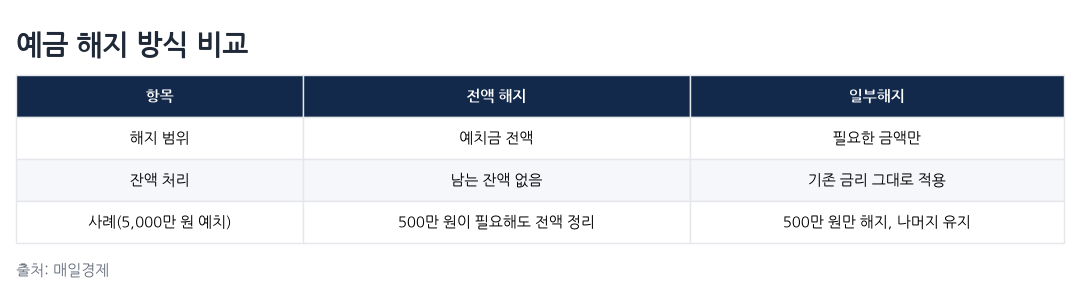 예금 해지 방식 비교
항목 전액 해지 일부해지
해지 범위 예치금 전액 필요한 금액만
잔액 처리 남는 잔액 없음 기존 금리 그대로 적용
사례(5,000만 원 예치) 500만 원이 필요해도 전액 정리 500만 원만 해지, 나머지 유지
출처: 매일경제